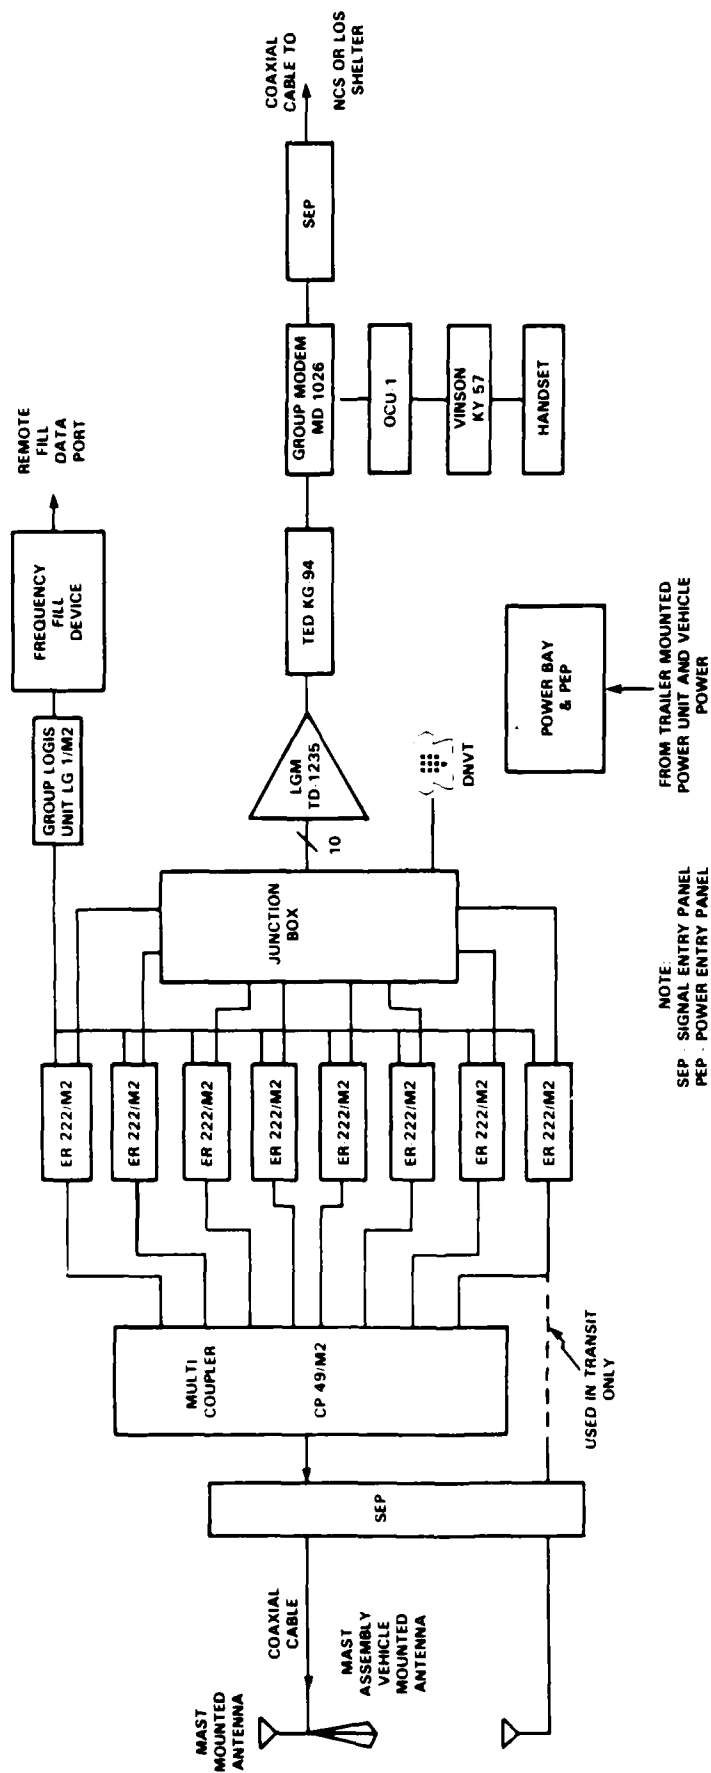 MAST
MOUNTED
ANTENNA
COAXIAL
CABLE
MAST
ASSEMBLY
VEHICLE
MOUNTED
ANTENNA
SEP
USED IN TRANSIT
ONLY
MULTI
COUPLER
CP 49/M2
ER 222/M2
ER 222/M2
ER 222/M2
ER 222/M2
ER 222/M2
ER 222/M2
ER 222/M2
ER 222/M2
JUNCTION
BOX
GROUP LOGIS
UNIT LG 1/M2
FREQUENCY
FILL
DEVICE
REMOTE
FILL
DATA
PORT
10
LGM
TD-1235
DNVT
TED KG-94
GROUP MODEM
MD 1026
OCU-1
VINSON
KY 57
HANDSET
SEP
COAXIAL
CABLE TO
NCS OR LOS
SHELTER
POWER BAY
& PEP
FROM TRAILER MOUNTED
POWER UNIT AND VEHICLE
POWER
NOTE:
SEP - SIGNAL ENTRY PANEL
PEP - POWER ENTRY PANEL